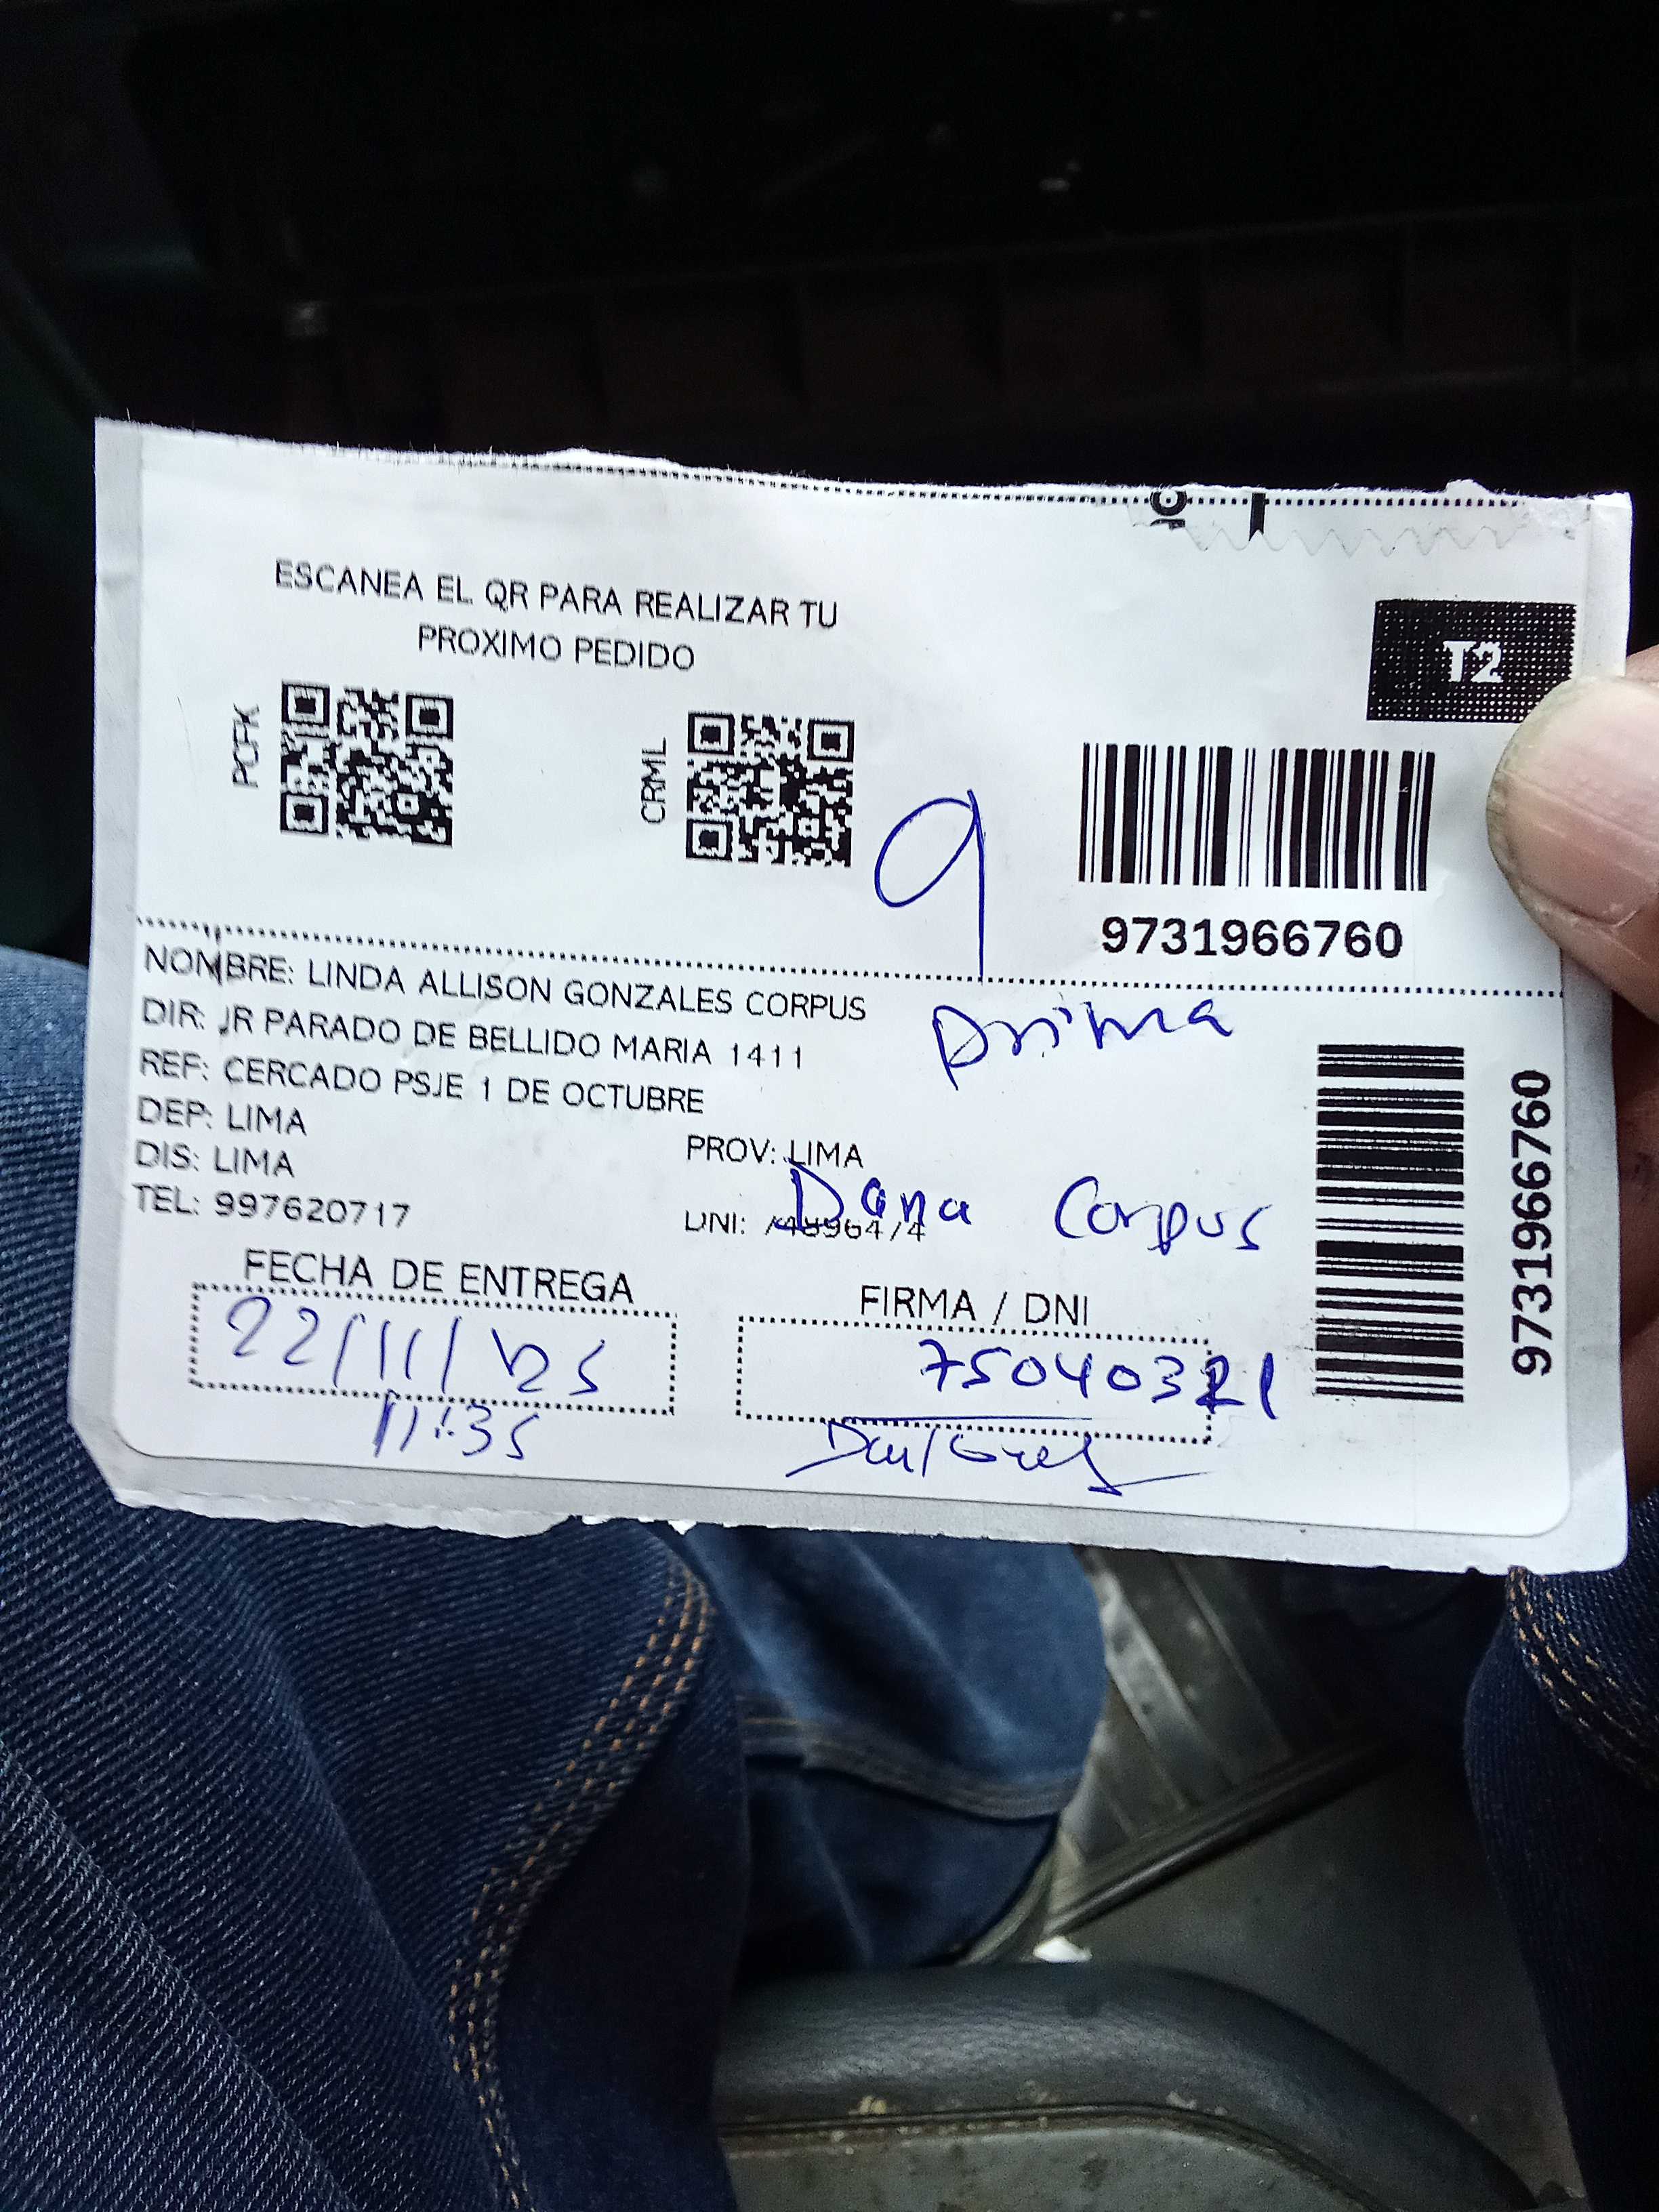 ESCANEA EL QR PARA REALIZAR TU
PROXIMO PEDIDO
T2
PCFK
CRML
9
9731966760
NOMBRE: LINDA ALLISON GONZALES CORPUS
prima
DIR: JR PARADO DE BELLIDO MARIA 1411
REF: CERCADO PSJE 1 DE OCTUBRE
DEP: LIMA
PROV: LIMA
DIS: LIMA
Dana Corpus
TEL: 997620717
DNI:
9731966760
FECHA DE ENTREGA
FIRMA / DNI
22/11/25
75040321
11:35